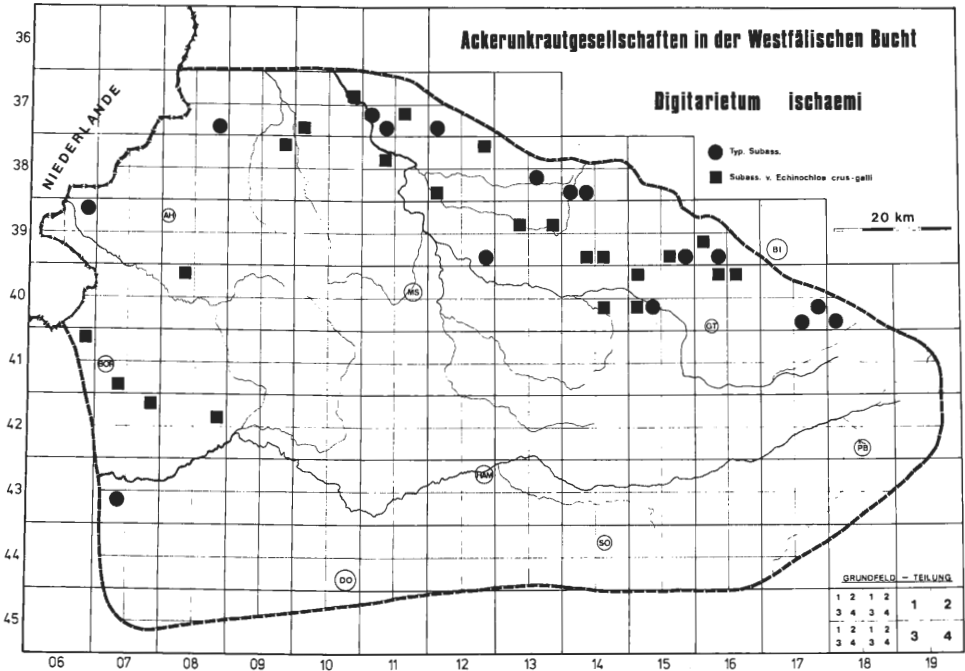 Ackerunkrautgesellschaften in der Westfälischen Bucht
Digitarietum ischaemi
Typ. Subass.
Subass. v. Echinochloa crus-galli
20 km
NIEDERLANDE
AH
MS
BOR
BI
GT
PB
HAM
SO
DO
36
37
38
39
40
41
42
43
44
45
06 07 08 09 10 11 12 13 14 15 16 17 18 19
GRUNDFELD – TEILUNG
1 2 1 2
3 4 3 4
1 2 1 2
3 4 3 4
1 2
3 4